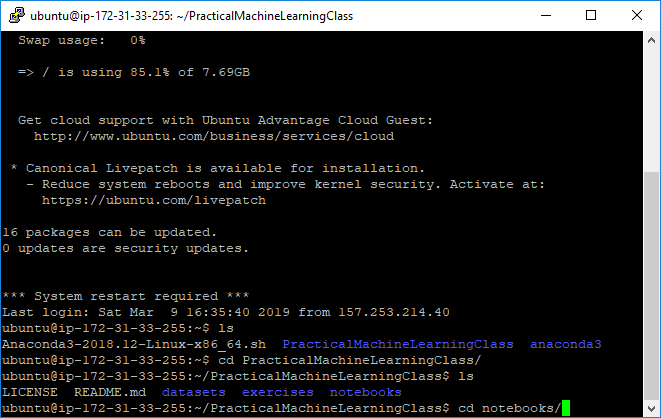 ubuntu@ip-172-31-33-255: ~/PracticalMachineLearningClass
Swap usage:   0%
=> / is using 85.1% of 7.69GB
Get cloud support with Ubuntu Advantage Cloud Guest:
http://www.ubuntu.com/business/services/cloud
* Canonical Livepatch is available for installation.
- Reduce system reboots and improve kernel security. Activate at:
https://ubuntu.com/livepatch
16 packages can be updated.
0 updates are security updates.
*** System restart required ***
Last login: Sat Mar  9 16:35:40 2019 from 157.253.214.40
ubuntu@ip-172-31-33-255:~$ ls
Anaconda3-2018.12-Linux-x86_64.sh  PracticalMachineLearningClass  anaconda3
ubuntu@ip-172-31-33-255:~$ cd PracticalMachineLearningClass/
ubuntu@ip-172-31-33-255:~/PracticalMachineLearningClass$ ls
LICENSE  README.md  datasets  exercises  notebooks
ubuntu@ip-172-31-33-255:~/PracticalMachineLearningClass$ cd notebooks/